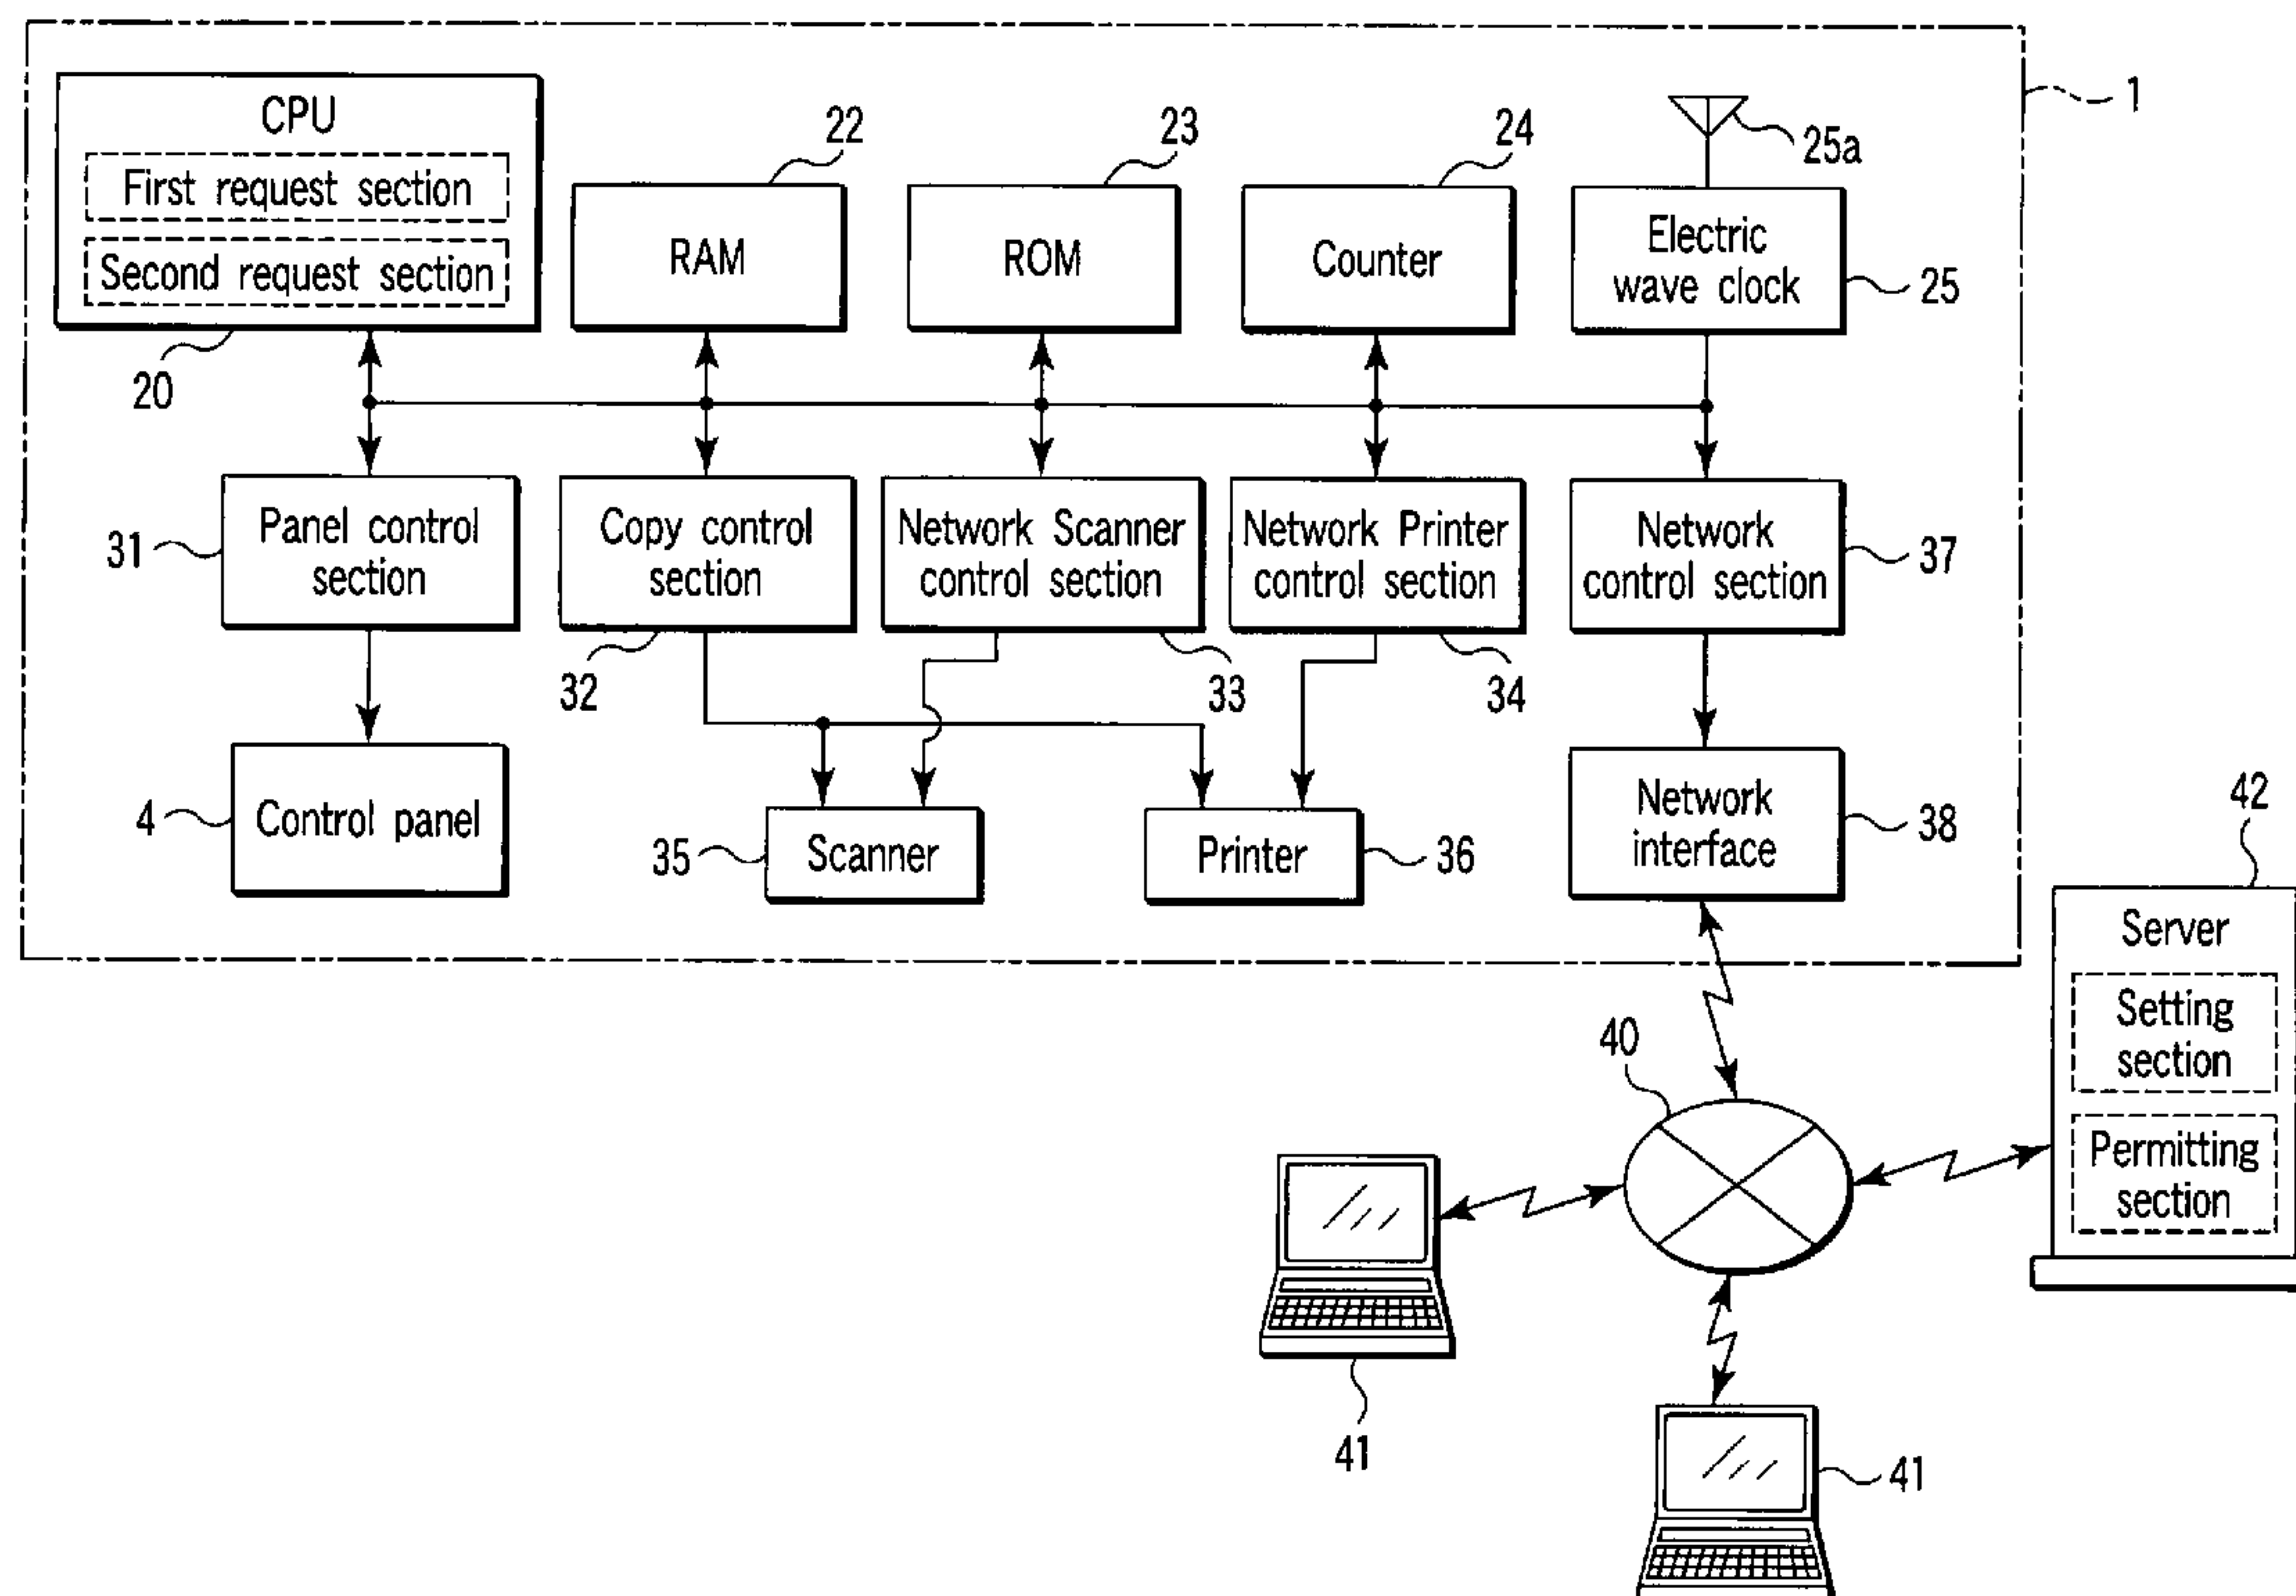 1
CPU
First request section
Second request section
20
22
RAM
23
ROM
24
Counter
25a
Electric
wave clock
25
31
Panel control
section
Copy control
section
32
Network Scanner
control section
33
Network Printer
control section
34
Network
control section
37
4
Control panel
35
Scanner
Printer
36
Network
interface
38
42
Server
Setting
section
Permitting
section
40
41
41